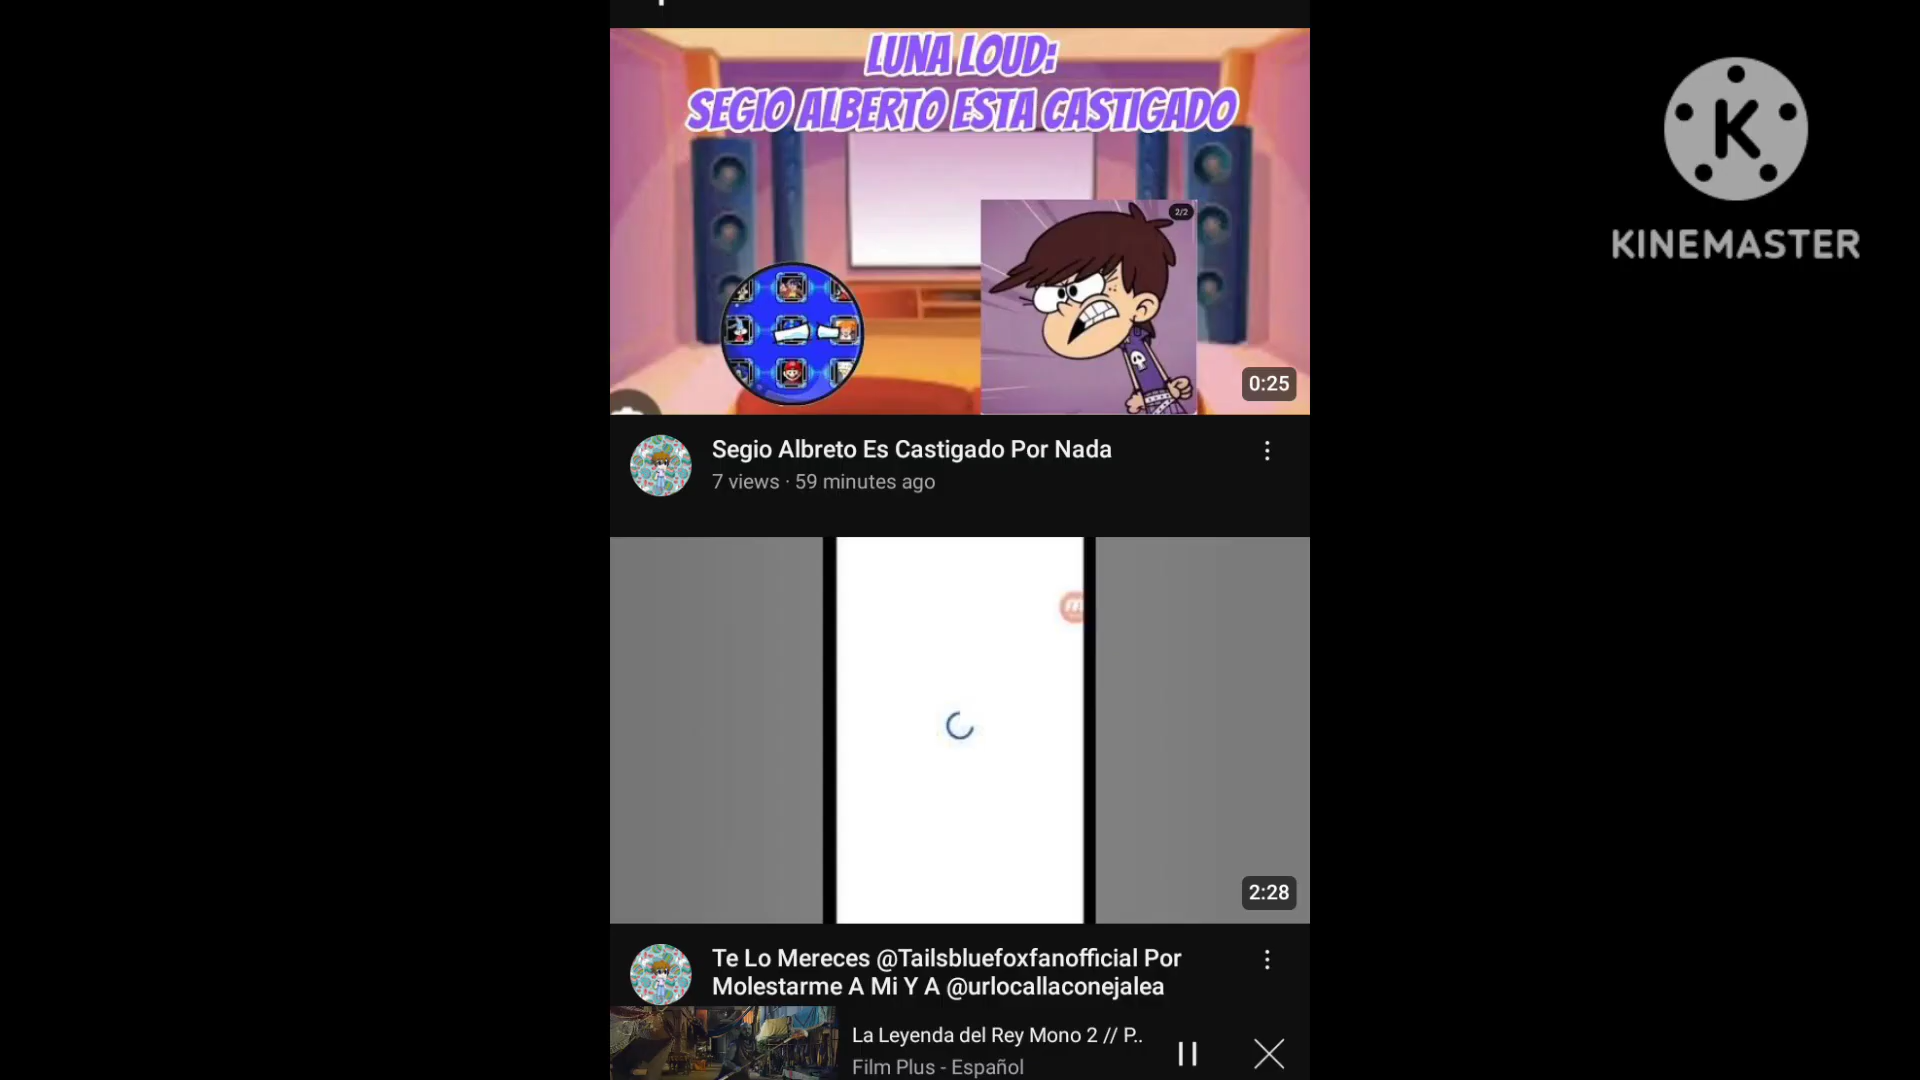 LUNA LOUD:
SEGIO ALBERTO ESTA CASTIGADO
K
KINEMASTER
2/2
0:25
Segio Albreto Es Castigado Por Nada
7 views · 59 minutes ago
2:28
Te Lo Mereces @Tailsbluefoxfanofficial Por
Molestarme A Mi Y A @urlocallaconejalea
La Leyenda del Rey Mono 2 // P..
Film Plus - Español